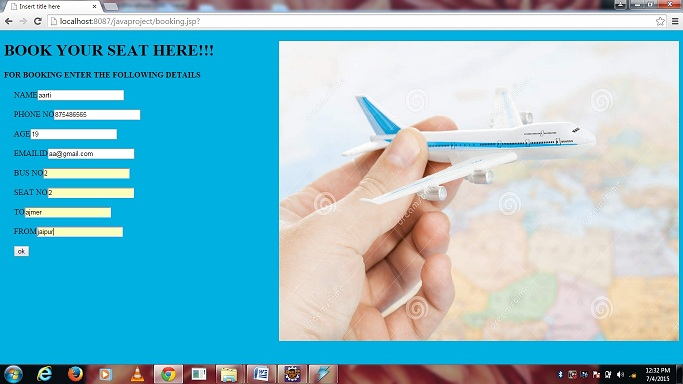 Insert title here
localhost:8087/javaproject/booking.jsp?
BOOK YOUR SEAT HERE!!!
FOR BOOKING ENTER THE FOLLOWING DETAILS
NAME aarti
PHONE NO 875486565
AGE 19
EMAILID aa@gmail.com
BUS NO 2
SEAT NO 2
TO ajmer
FROM jaipur
ok
12:32 PM
7/4/2015